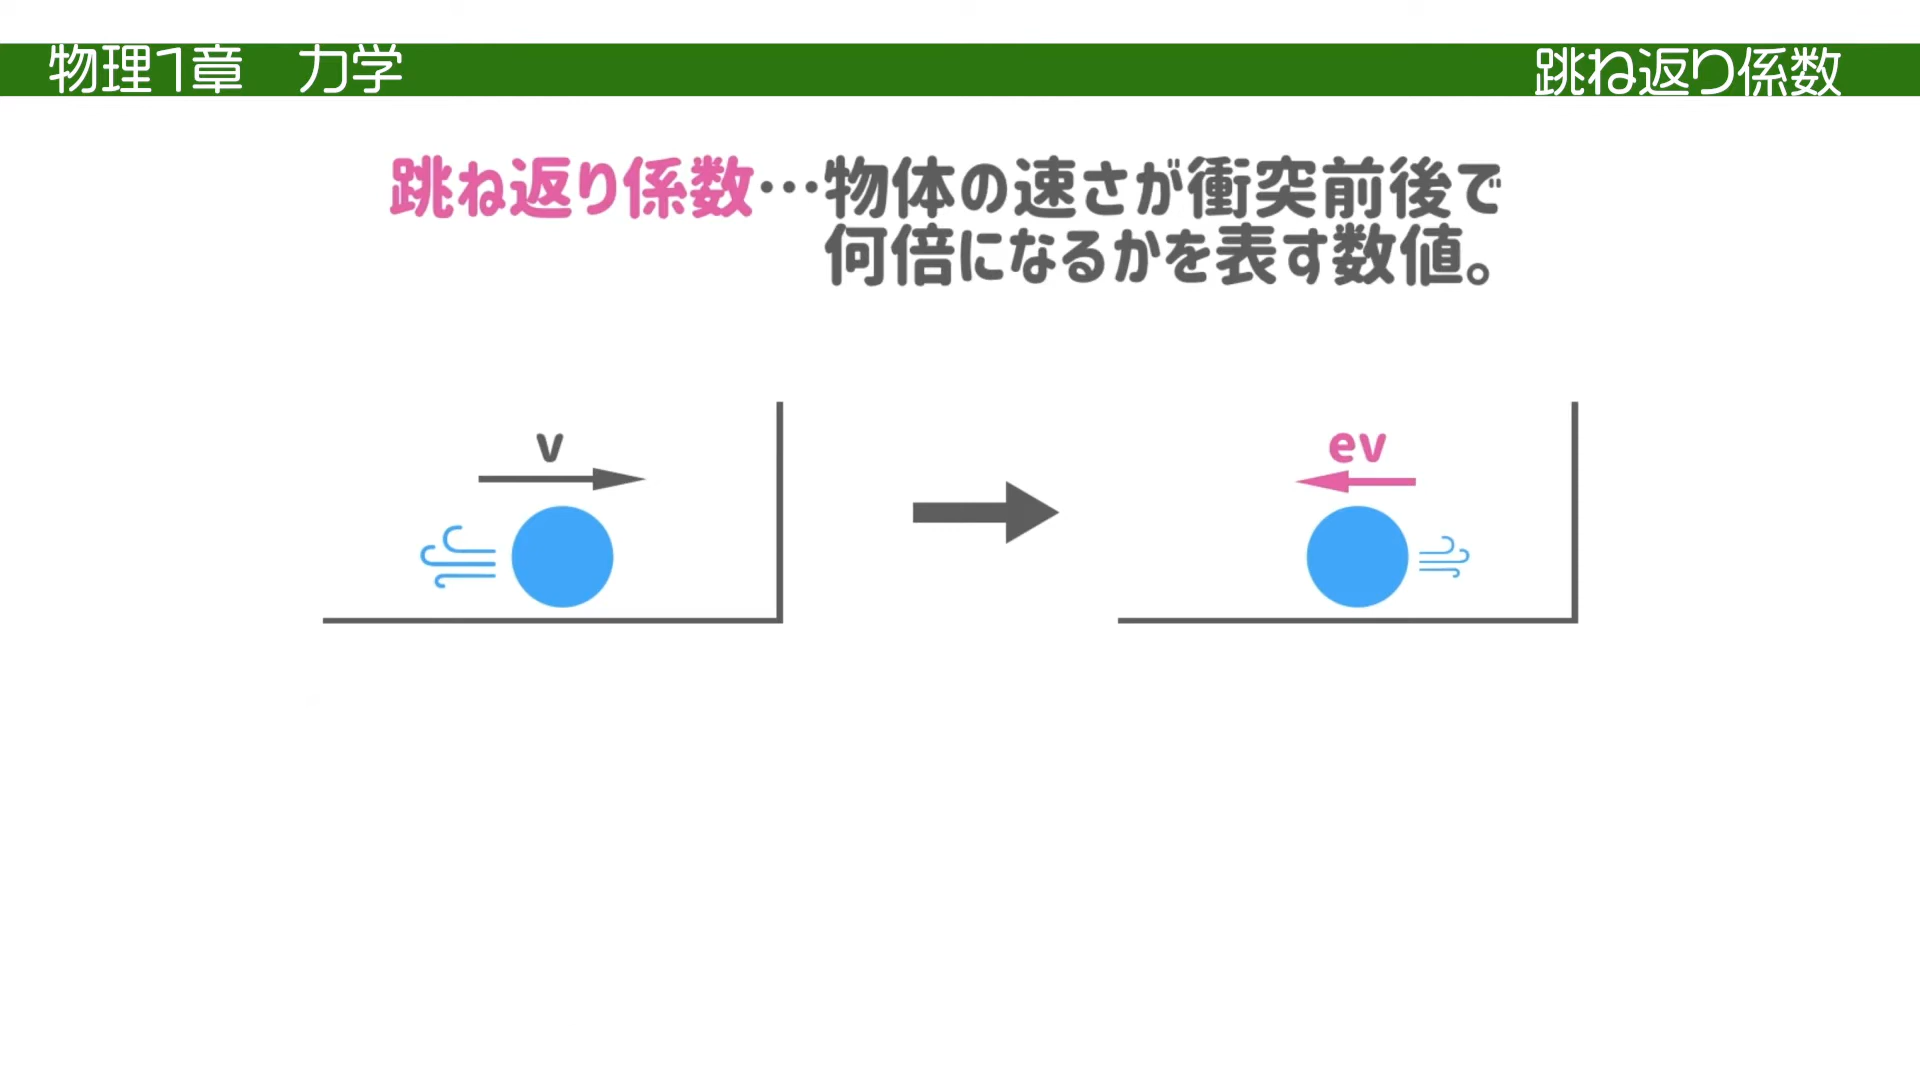 物理1章　力学
跳ね返り係数
跳ね返り係数…物体の速さが衝突前後で
何倍になるかを表す数値。
v
ev